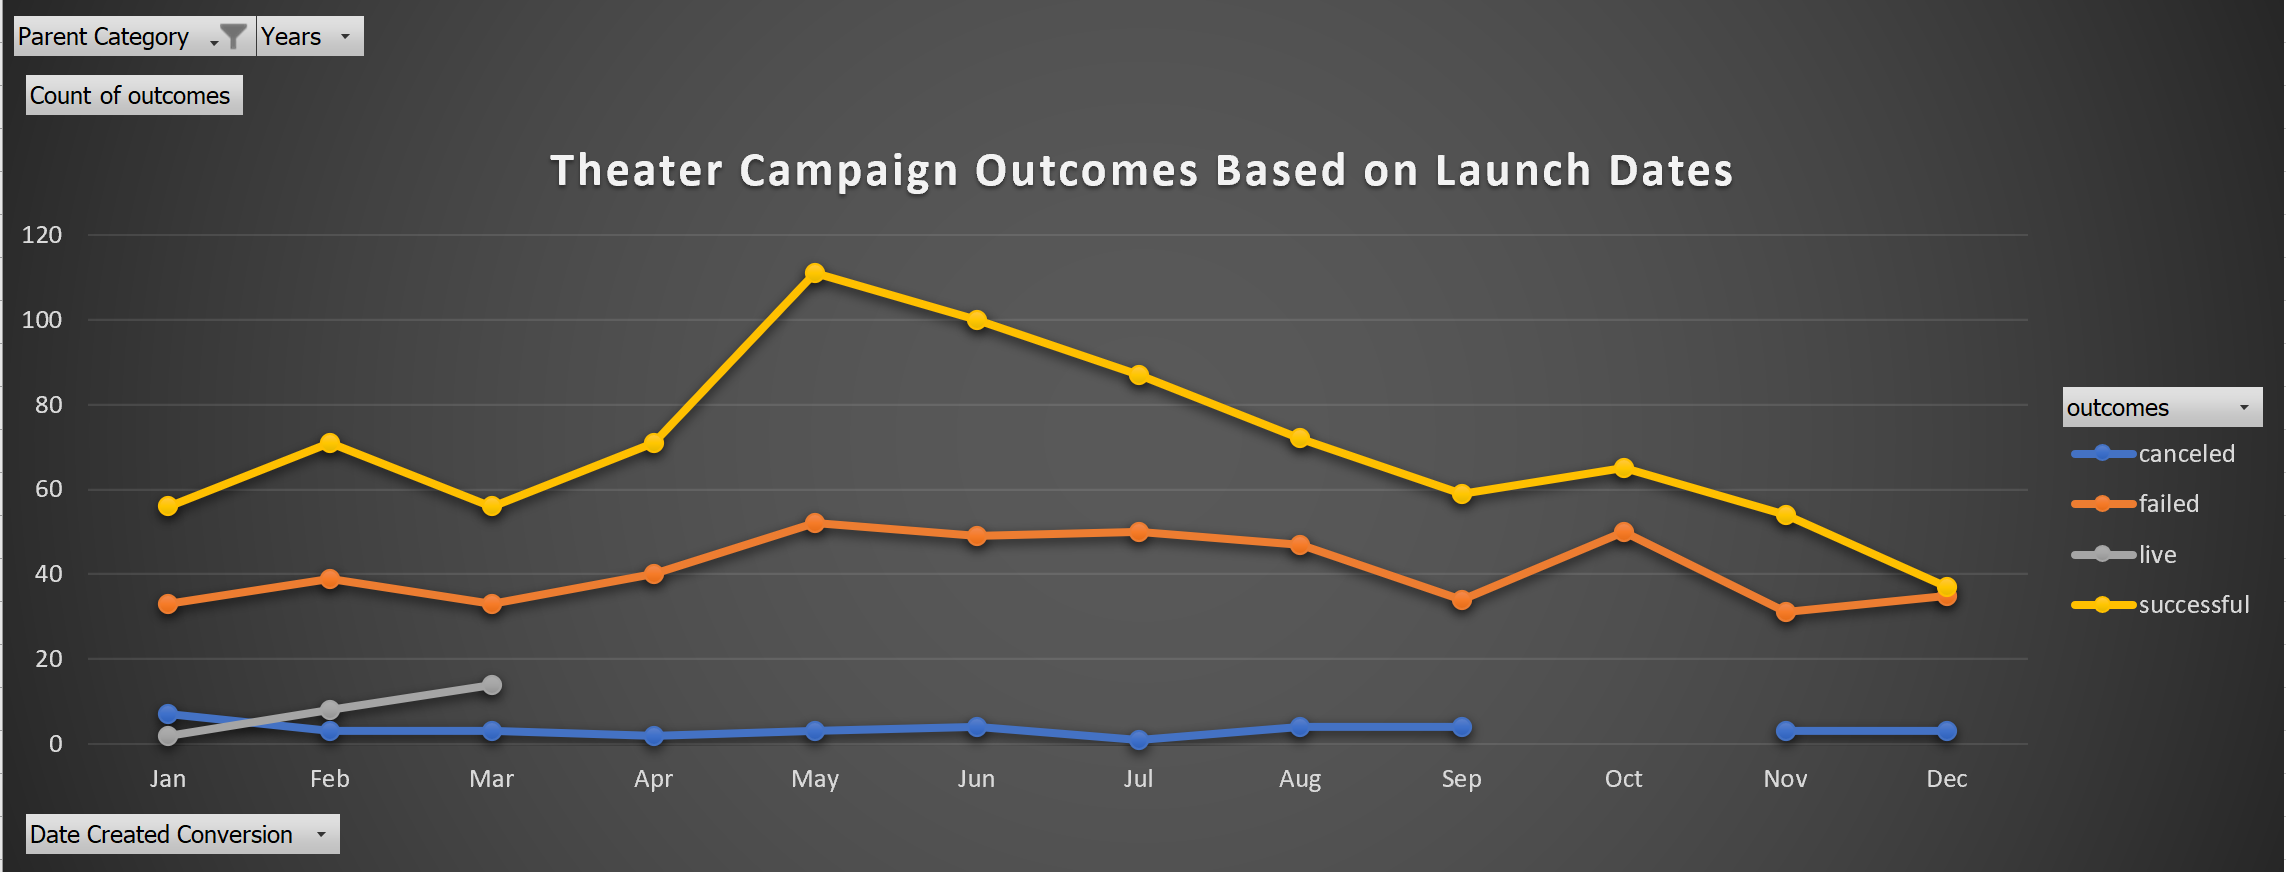 Parent Category Years
Count of outcomes
Theater Campaign Outcomes Based on Launch Dates
120
100
80
60
40
20
0
Jan Feb Mar Apr May Jun Jul Aug Sep Oct Nov Dec
outcomes
canceled
failed
live
successful
Date Created Conversion